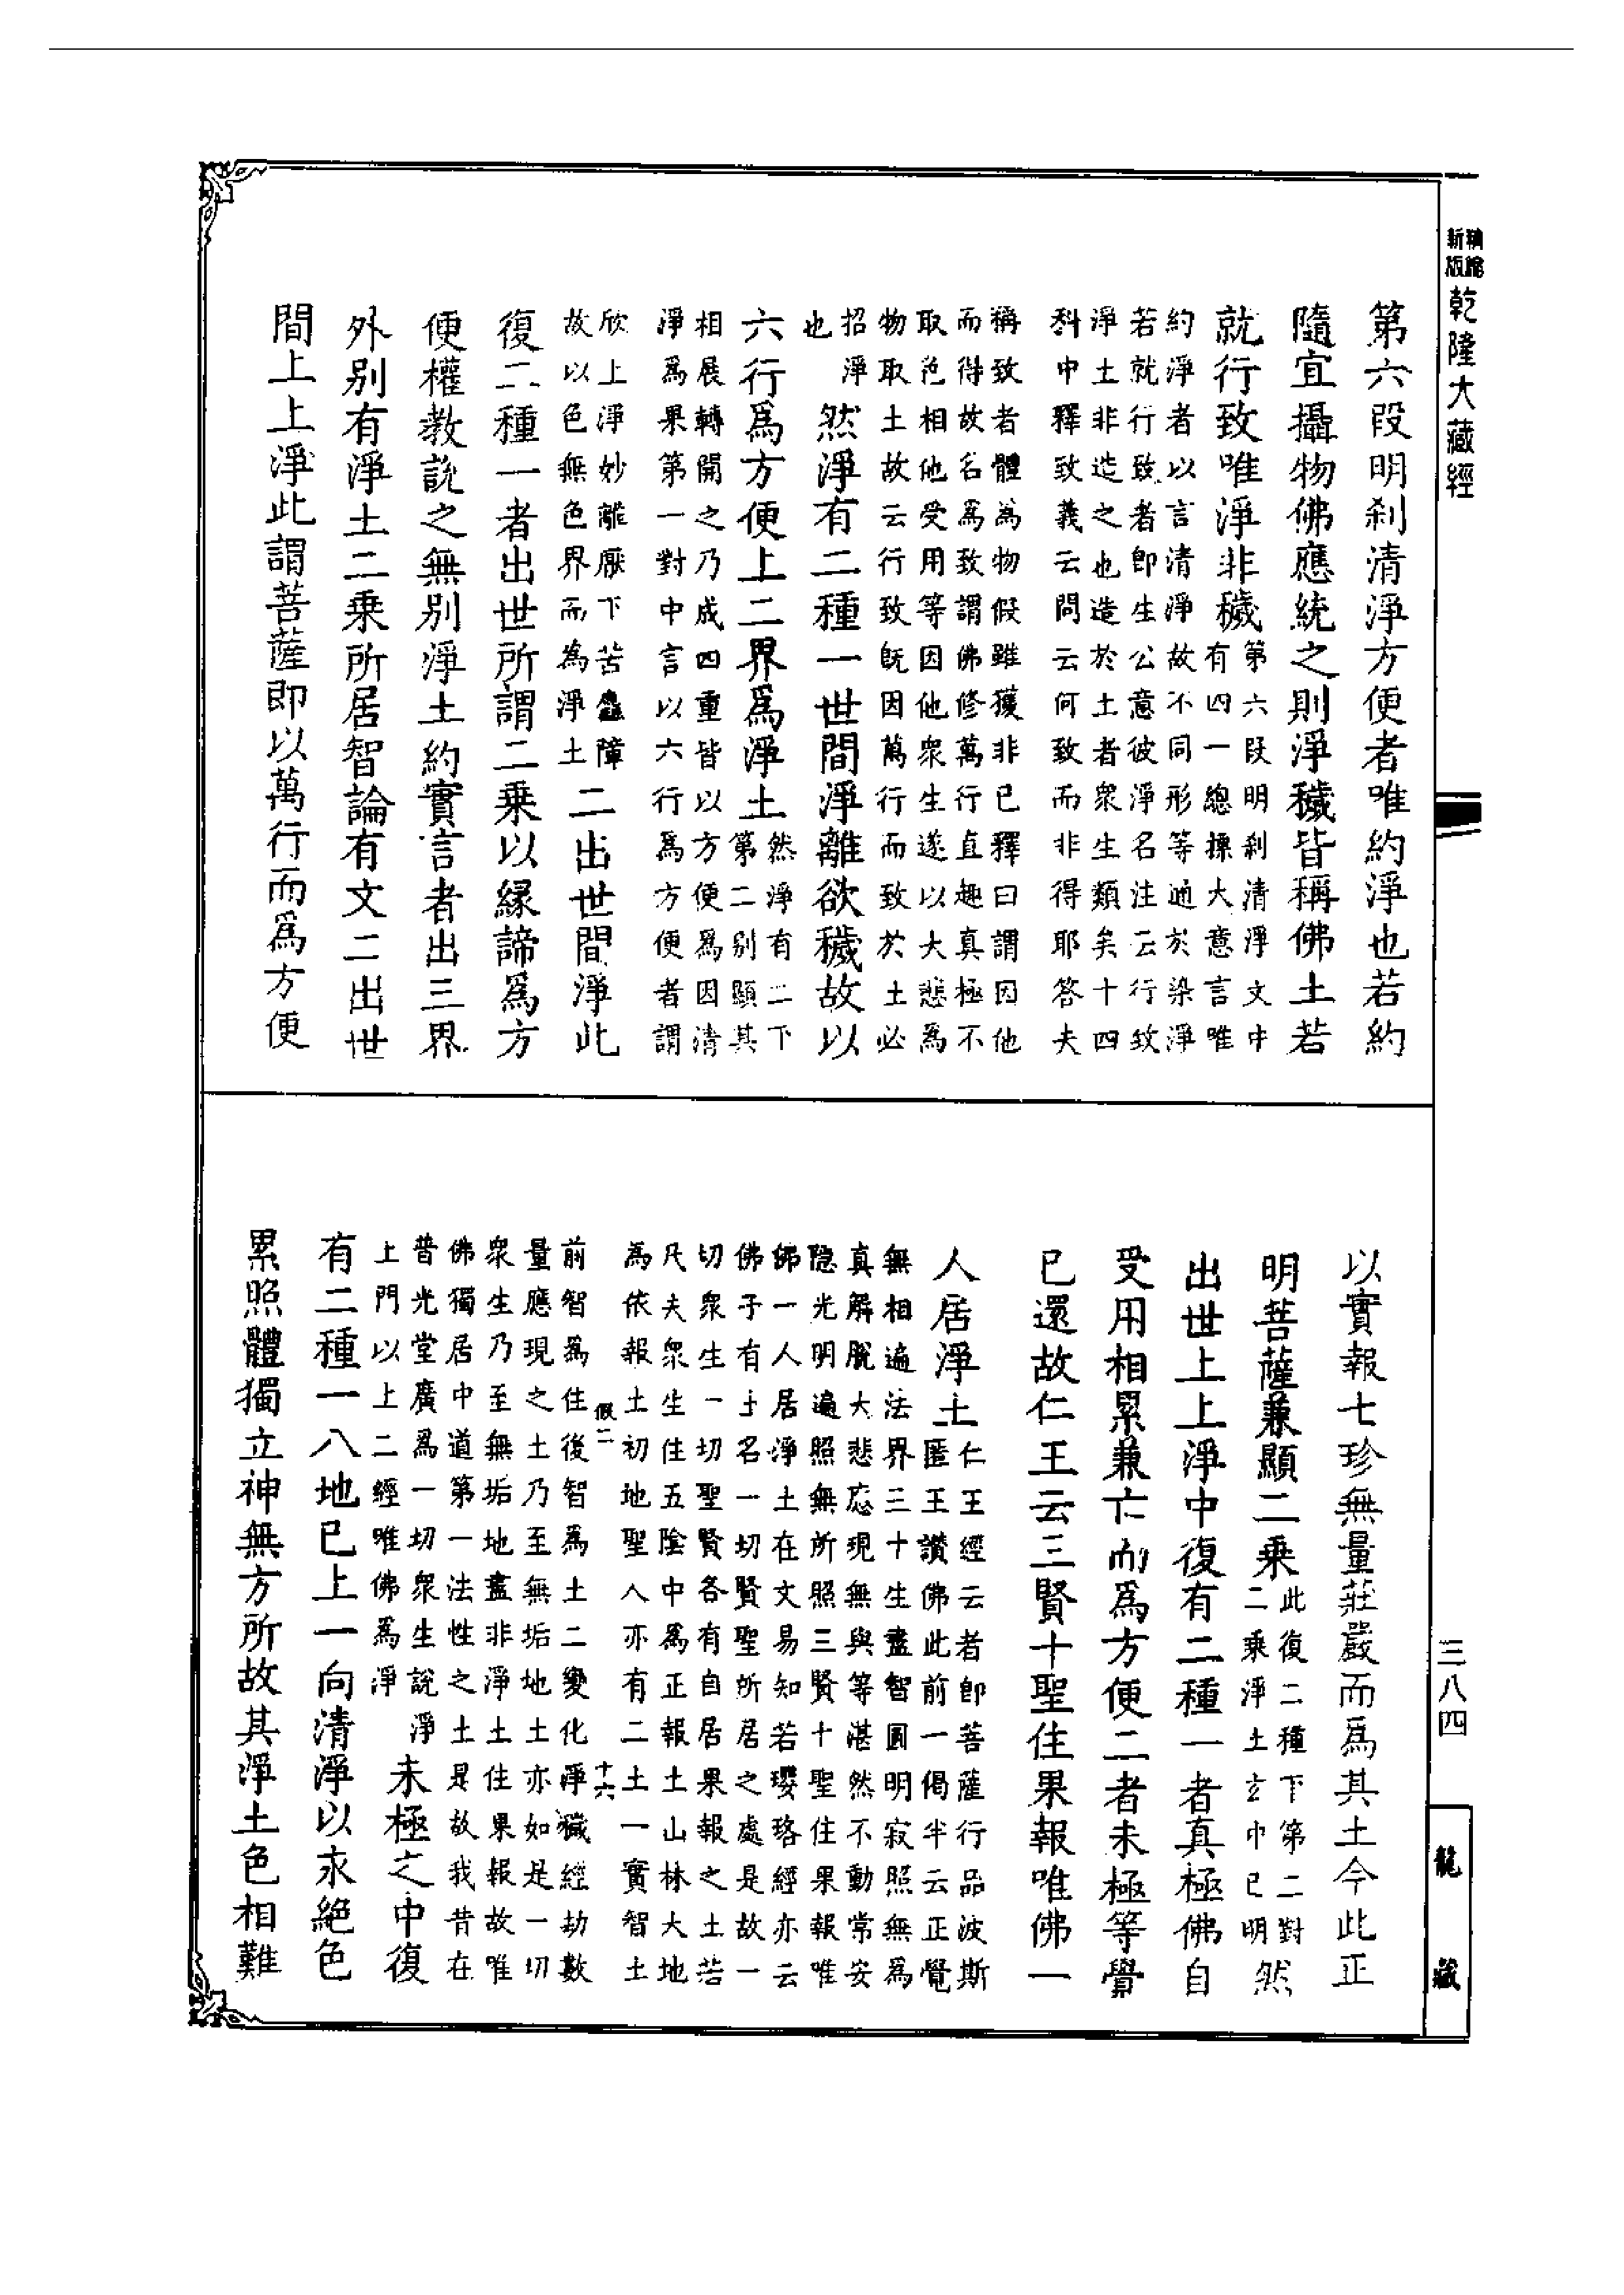 新編縮版
乾隆大藏經
第六段明刹清淨方便者唯約淨也若約
隨宜攝物佛應統之則淨穢皆稱佛土若
就行致唯淨非穢第六段明刹清淨文中
有四一總標大意言唯
約淨者以言清淨故不同形等通於染淨
若就行致者即生公意彼淨名注云行致
淨土非造之也造於土者衆生類矣十四
科中釋致義云問云何致而非得耶答夫
稱致者體為物假雖獲非已釋曰謂因他
而得故名為致謂佛修萬行直趣真極不
取色相他受用等因他衆生遂以大悲為
物取土故云行致旣因萬行而致於土必
招淨
也
然淨有二種一世間淨離欲穢故以
六行爲方便上二界爲淨土然淨有二下
第二別顯其
相展轉開之乃成四重皆以方便為因清
淨爲果第一對中言以六行爲方便者謂
欣上淨妙離厭下苦麤障
故以色無色界而為淨土
二出世間淨此
復二種一者出世所謂二乘以緣諦爲方
便權教說之無別淨土約實言者出三界
外別有淨土二乘所居智論有文二出世
間上上淨此謂菩薩即以萬行而爲方便
以實報七珍無量莊嚴而爲其土今此正
明菩薩兼顯二乘此復二種下第二對
二乘淨土玄中已明
然
出世上上淨中復有二種一者真極佛自
受用相累兼亡而爲方便二者未極等覺
已還故仁王云三賢十聖住果報唯佛一
人居淨土仁王經云者即菩薩行品波斯
匿王讚佛此前一偈半云正覺
無相遍法界三十生盡智圓明寂照無為
真解脫大悲應現無與等湛然不動常安
隱光明遍照無所照三賢十聖住果報唯
佛一人居淨土在文易知若瓔珞經亦云
佛子有土名一切賢聖所居之處是故一
切衆生一切聖賢各有自居果報之土若
凡夫衆生住五陰中為正報土山林大地
為依報土初地聖人亦有二土一實智土
假二
十六
前智爲住後智爲土二變化淨穢經劫數
量應現之土乃至無垢地土亦如是一切
衆生乃至無垢地盡非淨土住果報故唯
佛獨居中道第一法性之土是故我昔在
普光堂廣爲一切衆生說淨
上門以上二經唯佛爲淨
未極之中復
有二種一八地已上一向清淨以永絕色
累照體獨立神無方所故其淨土色相難
三八四
龍藏